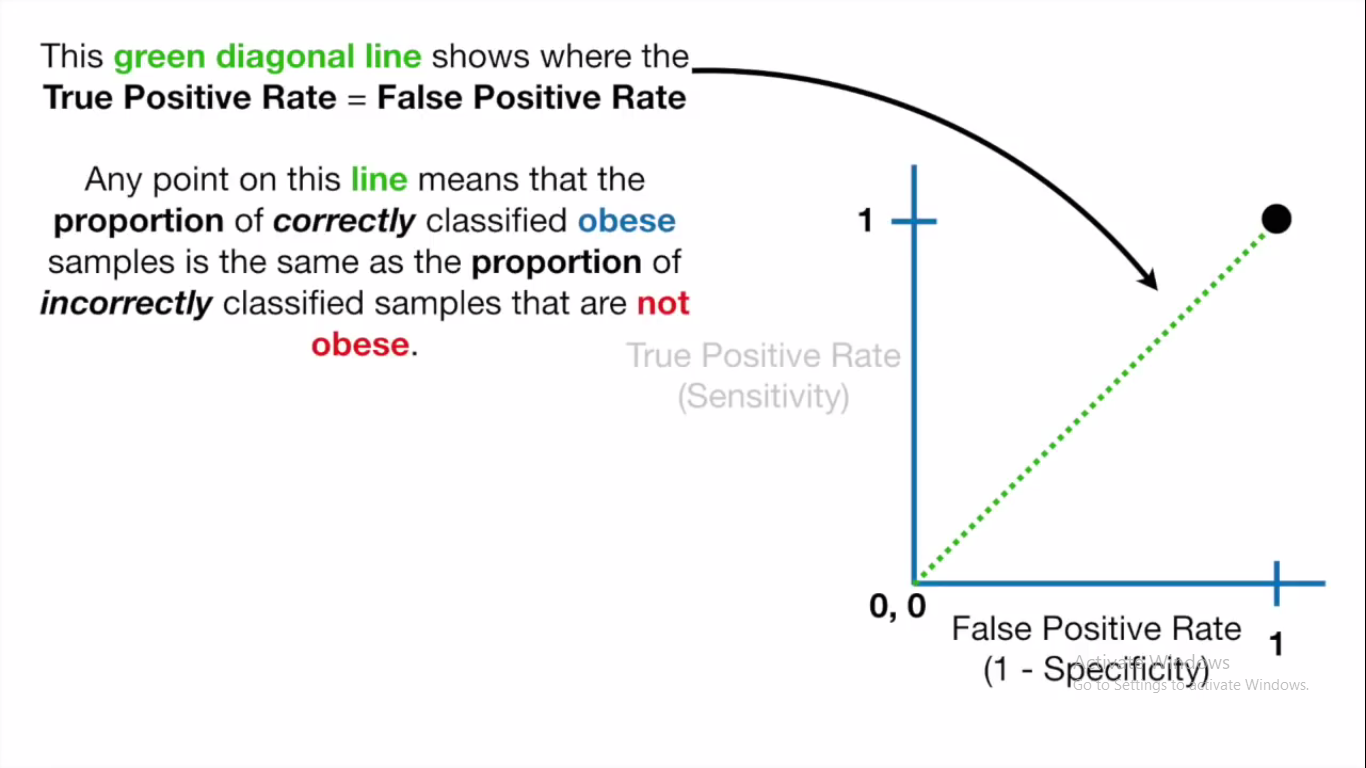 This green diagonal line shows where the
True Positive Rate = False Positive Rate
Any point on this line means that the
proportion of correctly classified obese
samples is the same as the proportion of
incorrectly classified samples that are not
obese.
1
True Positive Rate
(Sensitivity)
0, 0
False Positive Rate
(1 - Specificity)
1
Activate Windows
Go to Settings to activate Windows.